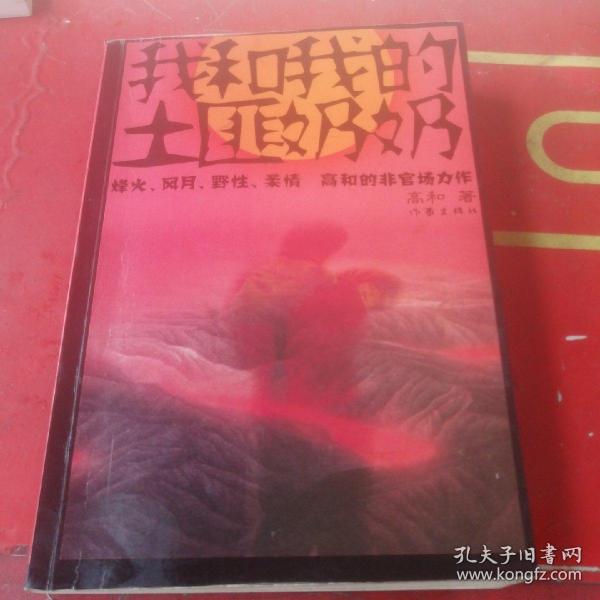 我和我的
土匪奶奶
烽火、风月、野性、柔情 高和的非官场力作
高和 著
作家出版社
孔夫子旧书网
www.kongfz.com